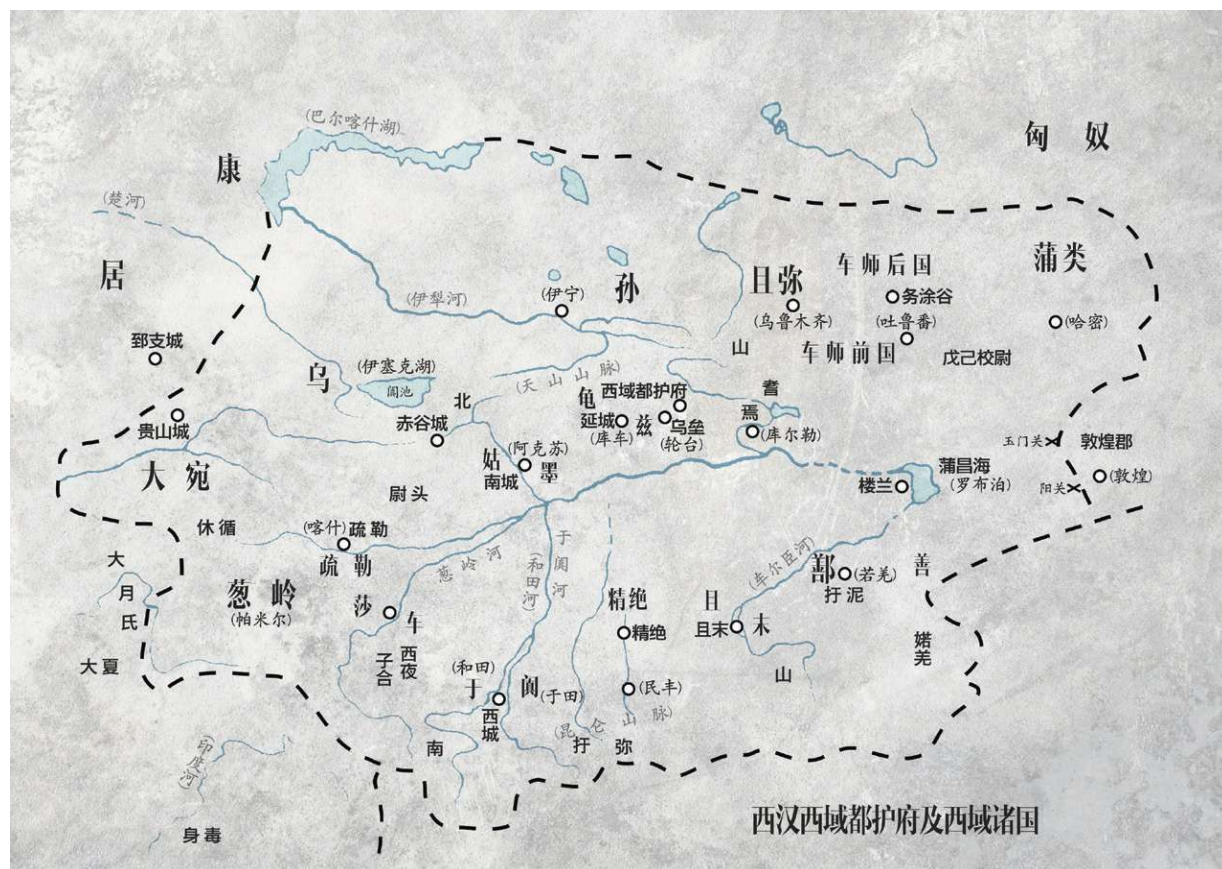 (巴尔喀什湖)
匈奴
康居
(楚河)
蒲类
车师后国
且弥
孙
务涂谷
(伊犁河)
(伊宁)
(乌鲁木齐)
(吐鲁番)
(哈密)
郅支城
山
车师前国
戊己校尉
乌
(伊塞克湖)
阗池
(天山山脉)
北
龟兹
西域都护府
焉耆
贵山城
赤谷城
延城
(库车)
乌垒
(轮台)
(库尔勒)
玉门关
敦煌郡
大宛
姑墨
(阿克苏)
南城
尉头
蒲昌海
(罗布泊)
楼兰
阳关
(敦煌)
休循
(喀什)
疏勒
疏勒
葱岭河
于阗河
(和田河)
(车尔臣河)
鄯善
(若羌)
扜泥
大月氏
葱岭
(帕米尔)
莎车
精绝
精绝
且末
且末
大夏
子合
西夜
婼羌
(和田)
于阗
(于田)
西城
(民丰)
山
南
(昆仑山脉)
扜弥
(印度河)
身毒
西汉西域都护府及西域诸国